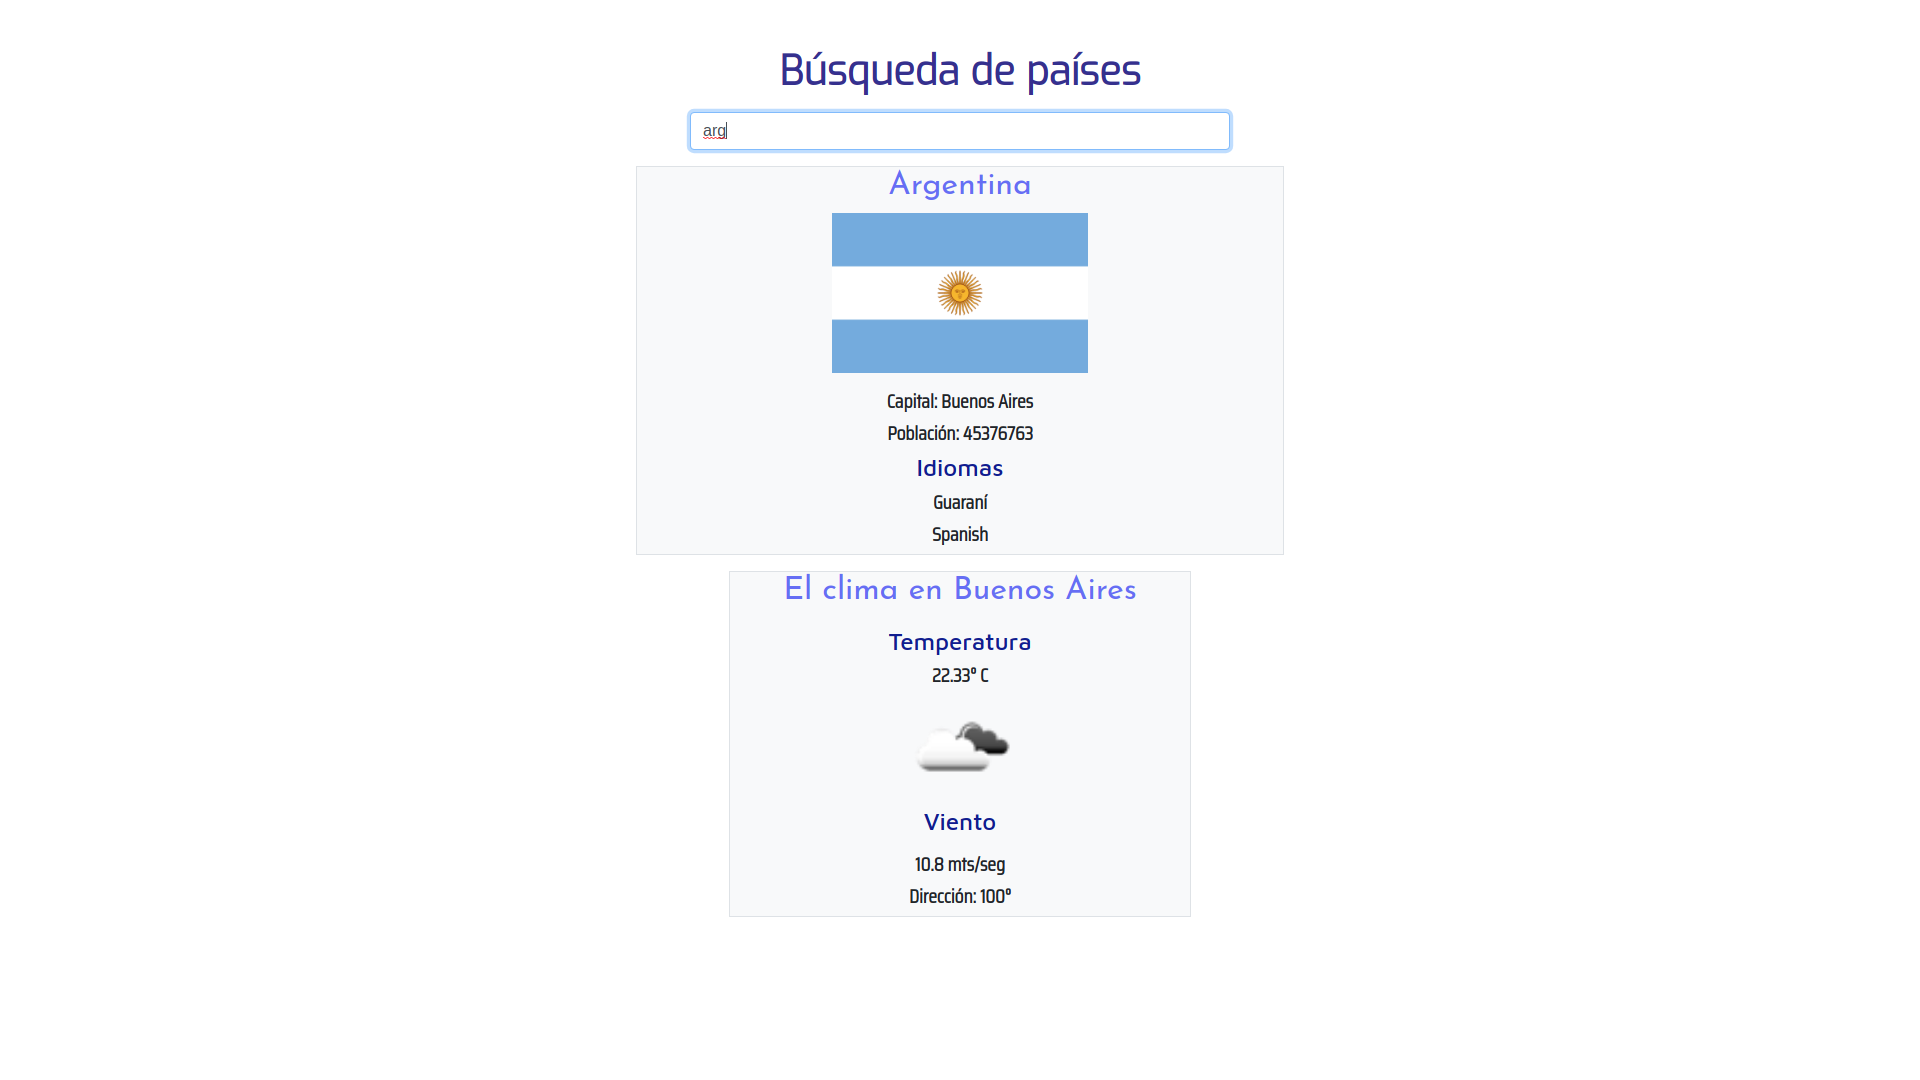 Búsqueda de países
arg
Argentina
Capital: Buenos Aires
Población: 45376763
Idiomas
Guaraní
Spanish
El clima en Buenos Aires
Temperatura
22.33° C
Viento
10.8 mts/seg
Dirección: 100°